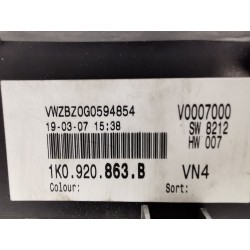 VWZBZ0G0594854 V0007000
19-03-07 15:38 SW 8212
HW 007
1K0.920.863.B VN4
Colour: Sort: